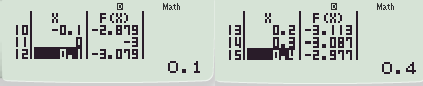 D Math
X F(X)
10 -0.1 -2.879
11 0 -3
12 0.1 -3.079
0.1
D Math
X F(X)
13 0.2 -3.113
14 0.3 -3.087
15 0.4 -2.977
0.4